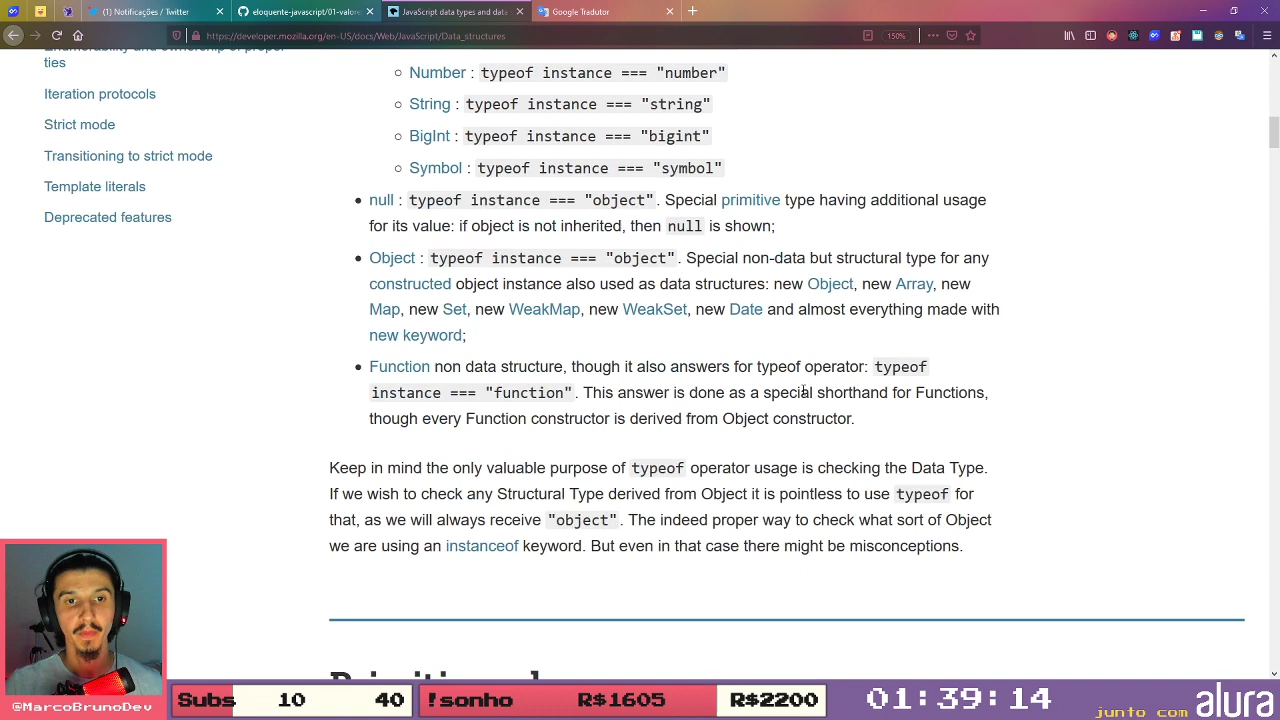 (1) Notificações / Twitter
eloquente-javascript/01-valore
JavaScript data types and data
Google Tradutor
https://developer.mozilla.org/en-US/docs/Web/JavaScript/Data_structures
150%
ties
Iteration protocols
Strict mode
Transitioning to strict mode
Template literals
Deprecated features
Number : typeof instance === "number"
String : typeof instance === "string"
BigInt : typeof instance === "bigint"
Symbol : typeof instance === "symbol"
null : typeof instance === "object". Special primitive type having additional usage
for its value: if object is not inherited, then null is shown;
Object : typeof instance === "object". Special non-data but structural type for any
constructed object instance also used as data structures: new Object, new Array, new
Map, new Set, new WeakMap, new WeakSet, new Date and almost everything made with
new keyword;
Function non data structure, though it also answers for typeof operator: typeof
instance === "function". This answer is done as a special shorthand for Functions,
though every Function constructor is derived from Object constructor.
Keep in mind the only valuable purpose of typeof operator usage is checking the Data Type.
If we wish to check any Structural Type derived from Object it is pointless to use typeof for
that, as we will always receive "object". The indeed proper way to check what sort of Object
we are using an instanceof keyword. But even in that case there might be misconceptions.
@MarcoBrunoDev
Subs 10 40
!sonho R$1605 R$2200
01:39:14
junto com alura